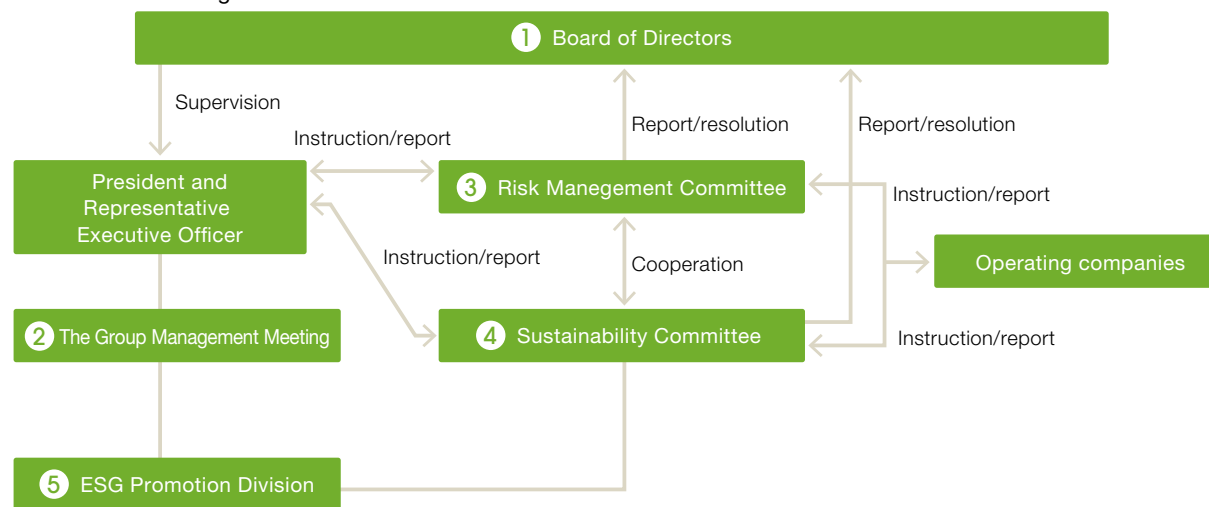 ① Board of Directors
Supervision
Instruction/report
Report/resolution
Report/resolution
President and
Representative
Executive Officer
③ Risk Manegement Committee
Instruction/report
Instruction/report
Cooperation
Operating companies
② The Group Management Meeting
④ Sustainability Committee
Instruction/report
⑤ ESG Promotion Division